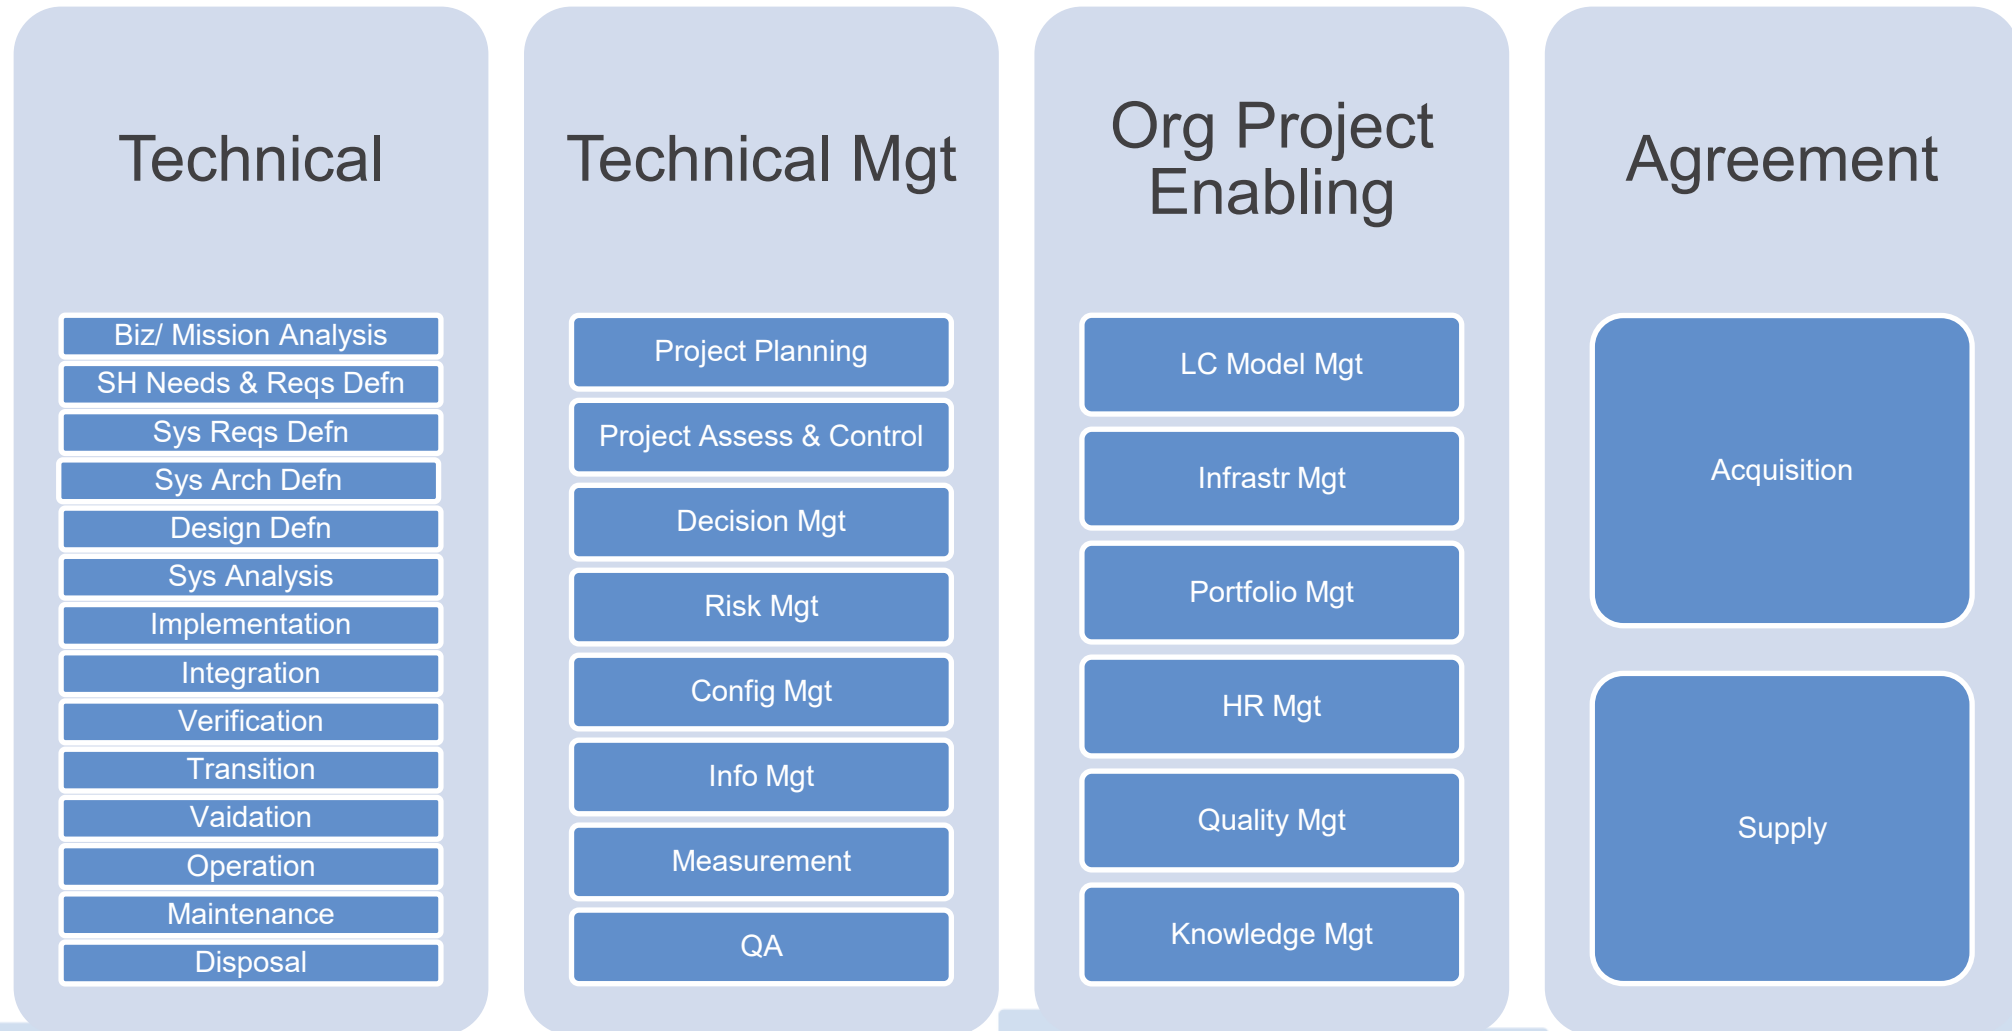 Technical
Biz/ Mission Analysis
SH Needs & Reqs Defn
Sys Reqs Defn
Sys Arch Defn
Design Defn
Sys Analysis
Implementation
Integration
Verification
Transition
Vaidation
Operation
Maintenance
Disposal
Technical Mgt
Project Planning
Project Assess & Control
Decision Mgt
Risk Mgt
Config Mgt
Info Mgt
Measurement
QA
Org Project
Enabling
LC Model Mgt
Infrastr Mgt
Portfolio Mgt
HR Mgt
Quality Mgt
Knowledge Mgt
Agreement
Acquisition
Supply